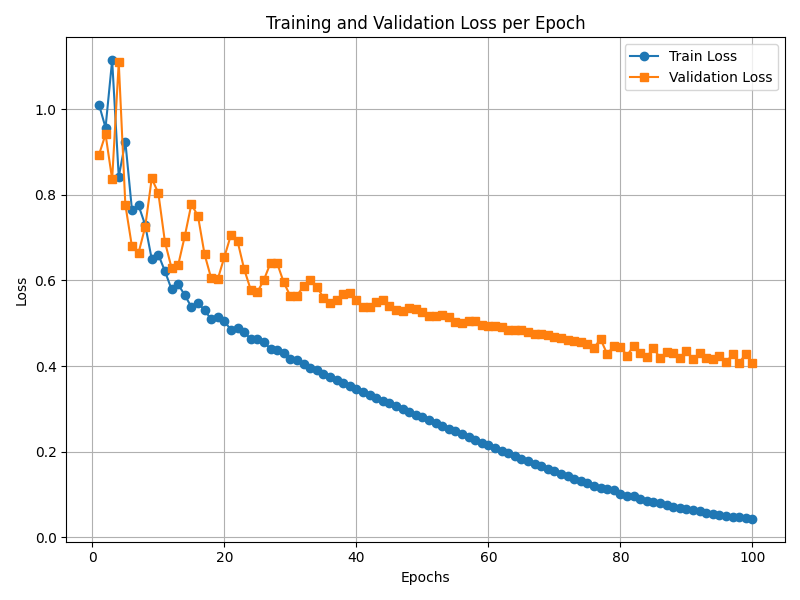 Training and Validation Loss per Epoch
Train Loss
Validation Loss
1.0
0.8
0.6
0.4
0.2
0.0
Loss
0 20 40 60 80 100
Epochs